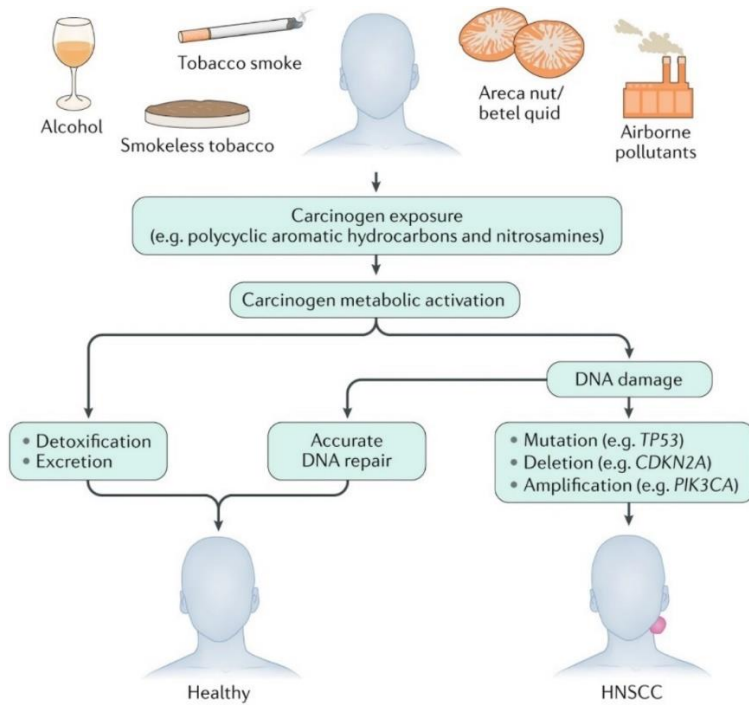 Alcohol
Tobacco smoke
Smokeless tobacco
Areca nut/
betel quid
Airborne
pollutants
Carcinogen exposure
(e.g. polycyclic aromatic hydrocarbons and nitrosamines)
Carcinogen metabolic activation
DNA damage
• Detoxification
• Excretion
Accurate
DNA repair
• Mutation (e.g. TP53)
• Deletion (e.g. CDKN2A)
• Amplification (e.g. PIK3CA)
Healthy
HNSCC